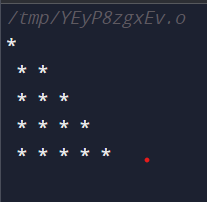 /tmp/YEyP8zgxEv.o
*
 * *
 * * *
 * * * *
 * * * * *